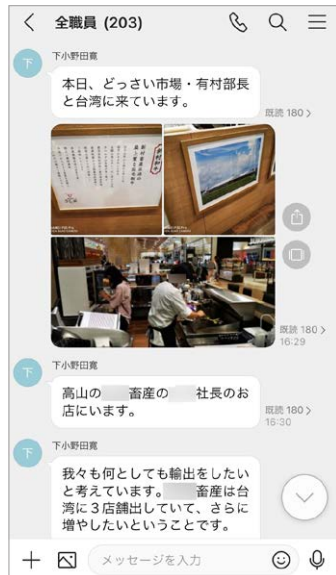 全職員 (203)
下
下小野田寛
本日、どっさい市場・有村部長
と台湾に来ています。
既読 180 >
既読 180 >
16:29
下
下小野田寛
高山の 畜産の 社長のお
店にいます。
既読 180 >
16:30
下
下小野田寛
我々も何としても輸出をしたい
と考えています。 畜産は台
湾に３店舗出していて、さらに
増やしたいということです。
メッセージを入力